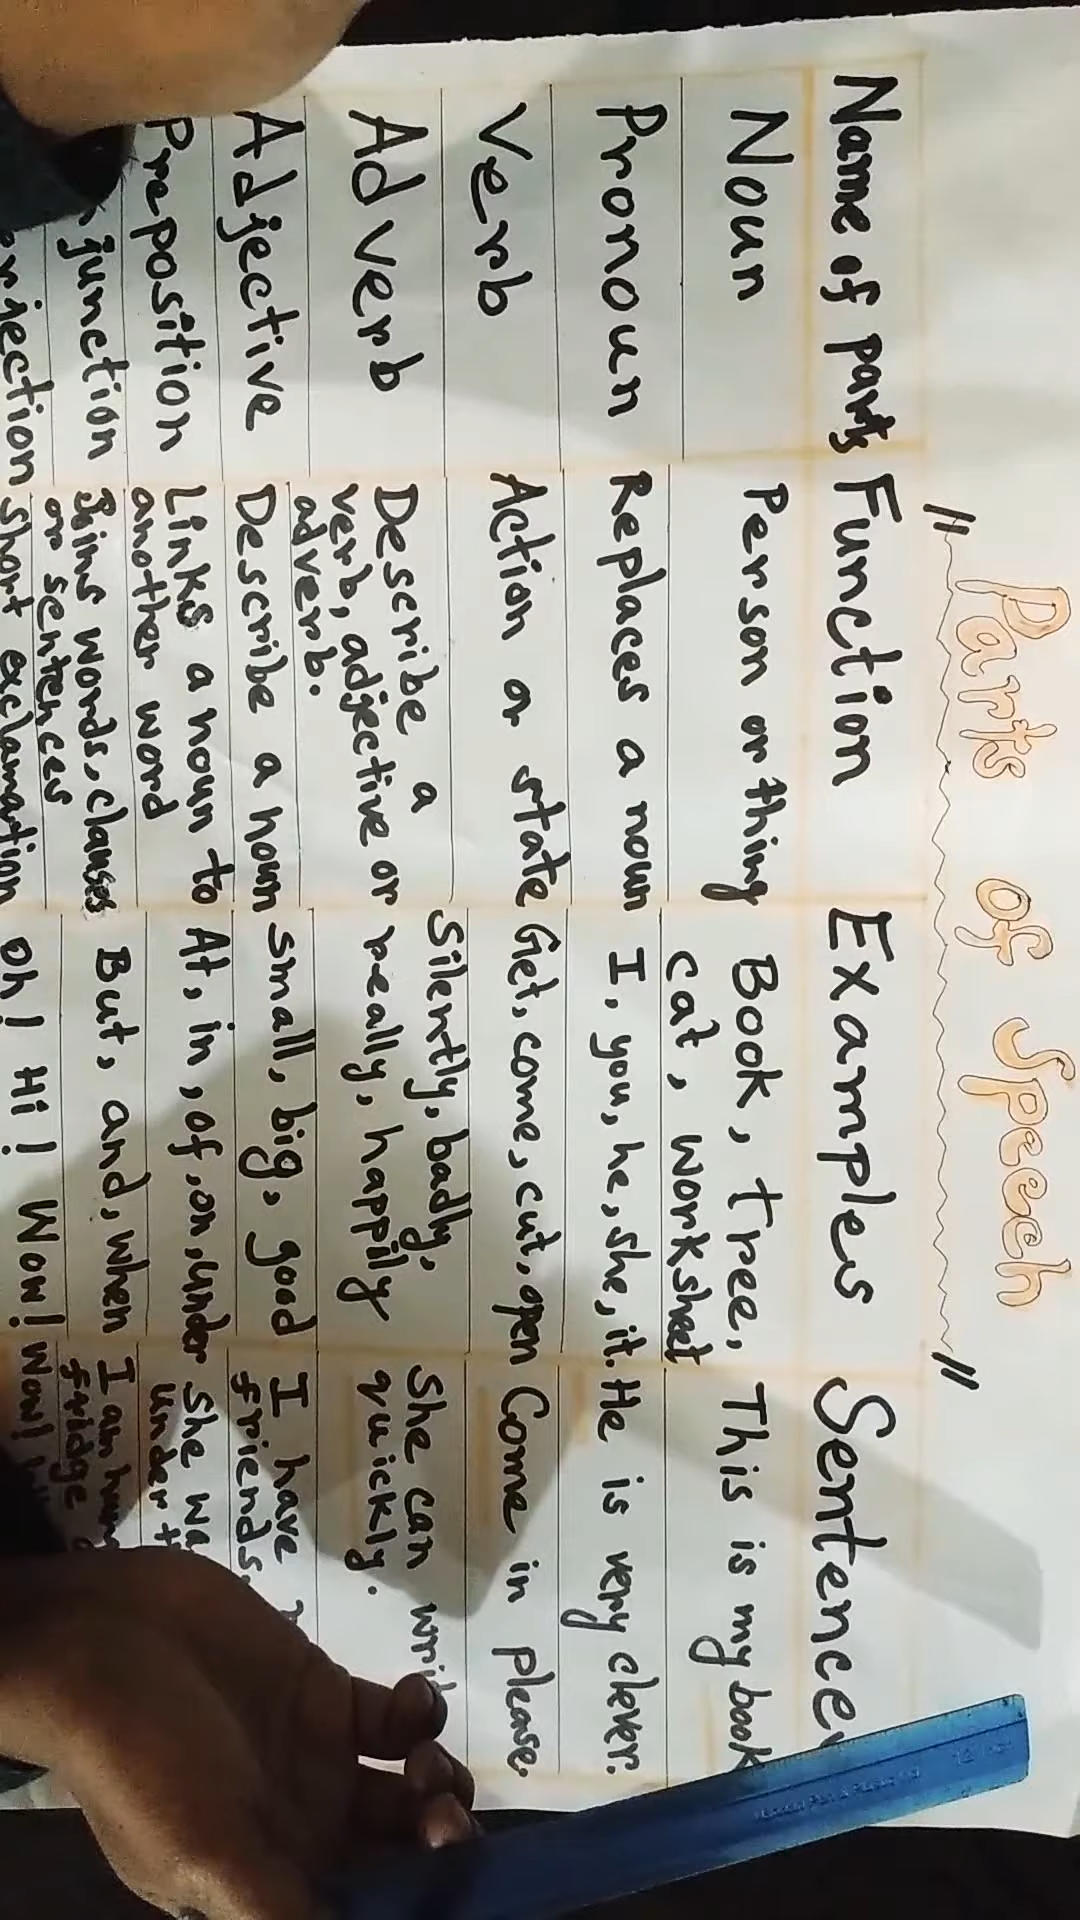 "Parts of Speech"
Name of parts Function Examples Sentence
Noun Person or thing Book, tree, This is my book
cat, worksheet
Pronoun Replaces a noun I, you, he, she, it. He is very clever.
Verb Action or state Get, come, cut, open Come in please.
Adverb Describe a Silently, badly, She can
verb, adjective or really, happily quickly.
adverb.
Adjective Describe a noun small, big, good I have
friends.
Preposition Links a noun to At, in, of, on, under She
another word under
junction Joins words, clauses But, and, when I am
or sentences fridge
erjection short exclamation Oh! Hi! Wow! Wow!